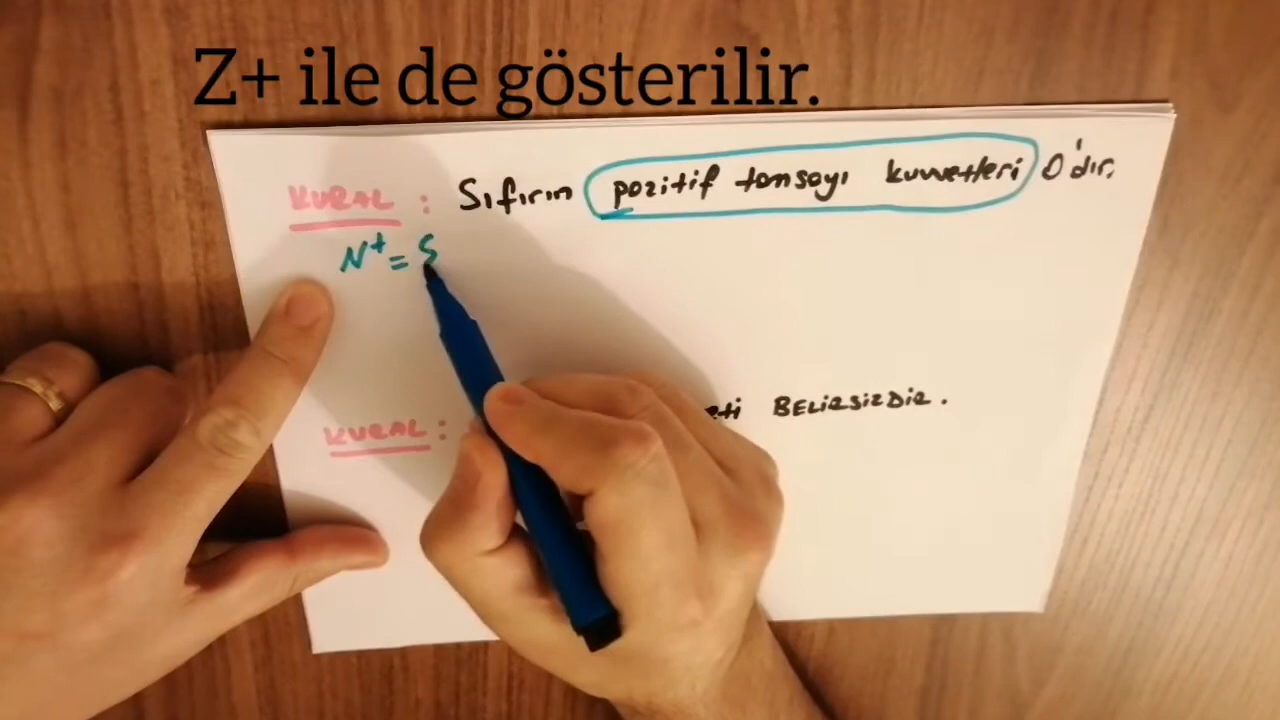 Z+ ile de gösterilir.
KURAL : Sıfırın pozitif tamsayı kuvvetleri 0'dır.
N+ =
KURAL : BELİRSİZDİR.